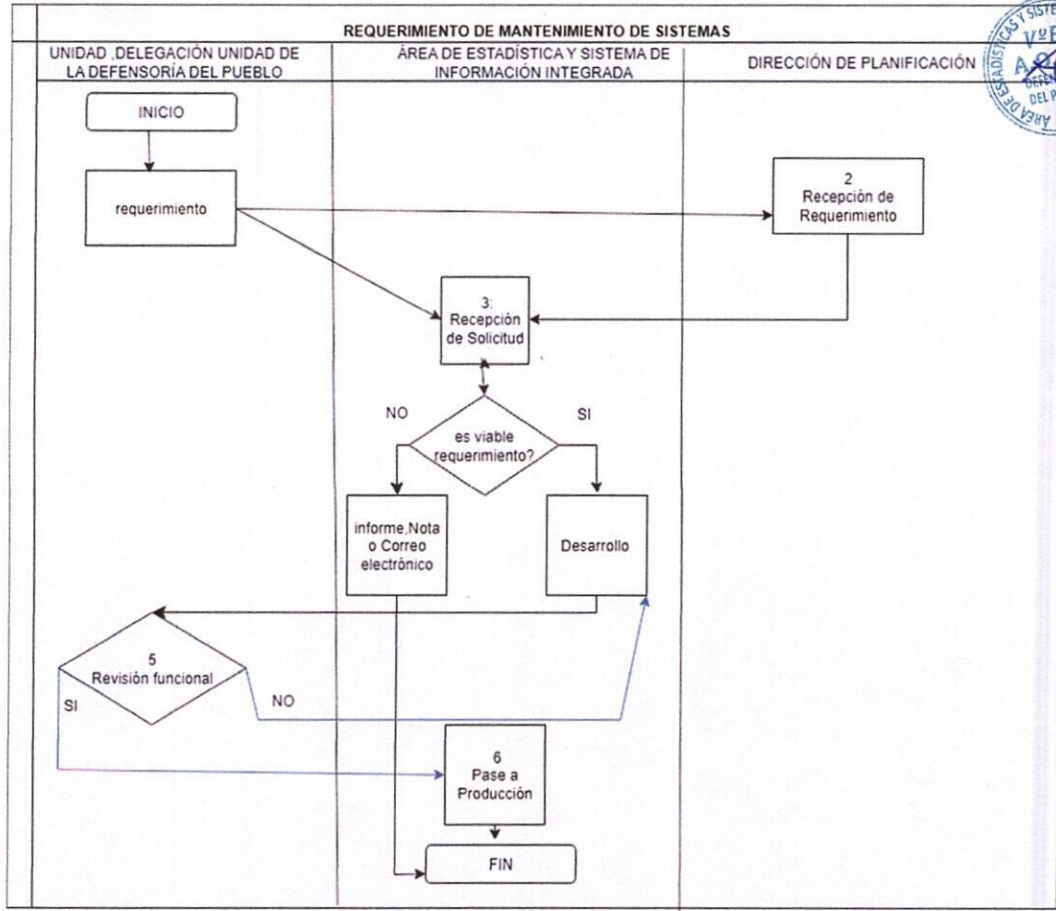 REQUERIMIENTO DE MANTENIMIENTO DE SISTEMAS
UNIDAD ,DELEGACIÓN UNIDAD DE
LA DEFENSORÍA DEL PUEBLO
ÁREA DE ESTADÍSTICA Y SISTEMA DE
INFORMACIÓN INTEGRADA
DIRECCIÓN DE PLANIFICACIÓN
INICIO
requerimiento
2
Recepción de
Requerimiento
3:
Recepción
de Solicitud
NO
SI
es viable
requerimiento?
informe,Nota
o Correo
electrónico
Desarrollo
5
Revisión funcional
SI
NO
6
Pase a
Producción
FIN